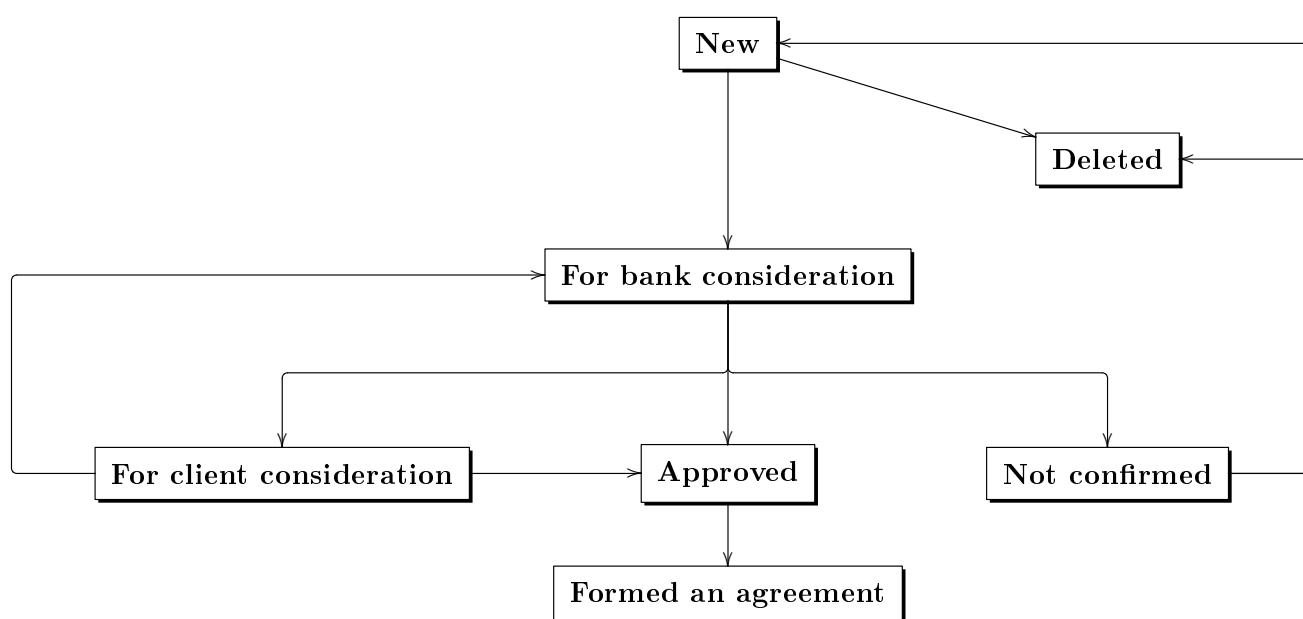 New
Deleted
For bank consideration
For client consideration
Approved
Not confirmed
Formed an agreement